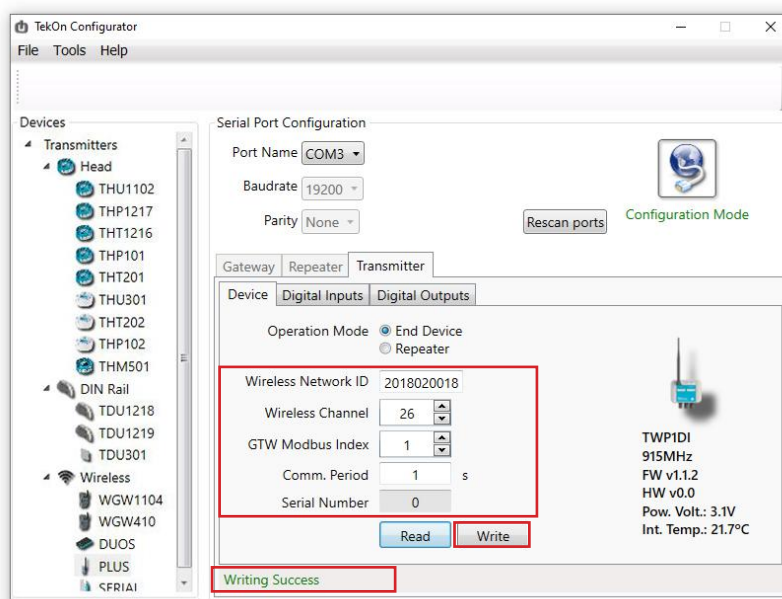 TekOn Configurator
File Tools Help
Devices
Transmitters
Head
THU1102
THP1217
THT1216
THP101
THT201
THU301
THT202
THP102
THM501
DIN Rail
TDU1218
TDU1219
TDU301
Wireless
WGW1104
WGW410
DUOS
PLUS
SERIAL
Serial Port Configuration
Port Name COM3
Baudrate 19200
Parity None
Rescan ports
Configuration Mode
Gateway Repeater Transmitter
Device Digital Inputs Digital Outputs
Operation Mode End Device
Repeater
Wireless Network ID 2018020018
Wireless Channel 26
GTW Modbus Index 1
Comm. Period 1 s
Serial Number 0
Read Write
TWP1DI
915MHz
FW v1.1.2
HW v0.0
Pow. Volt.: 3.1V
Int. Temp.: 21.7ºC
Writing Success